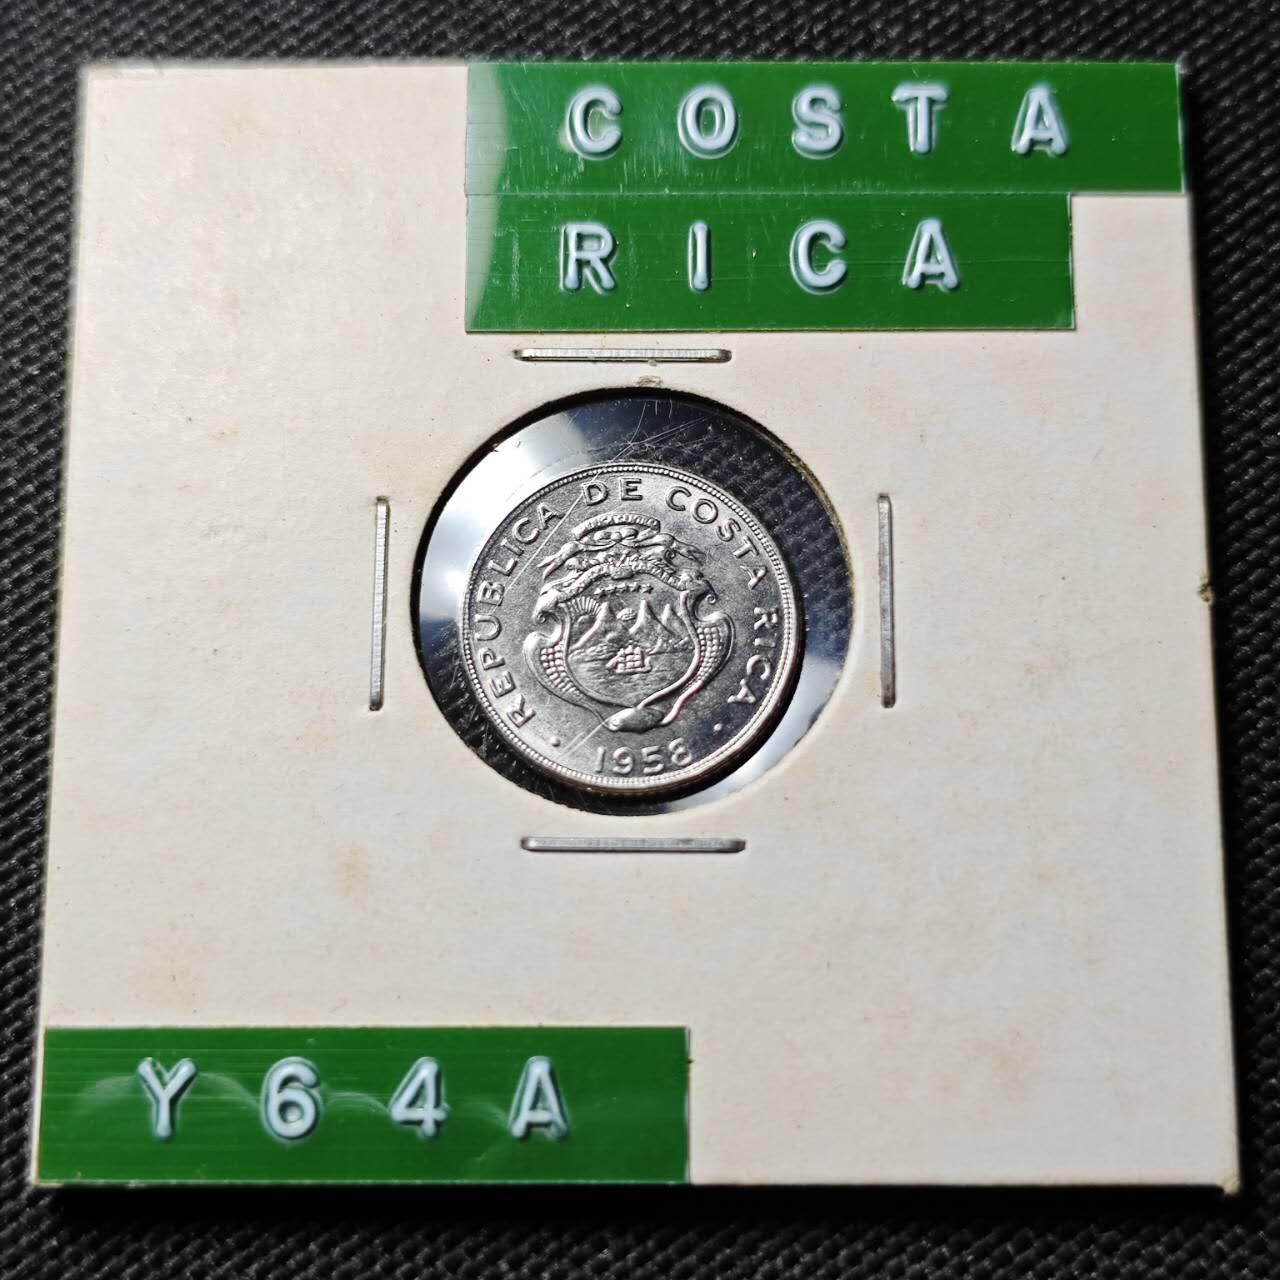 COSTA
RICA
REPUBLICA DE COSTA RICA
· 1958 ·
Y64A